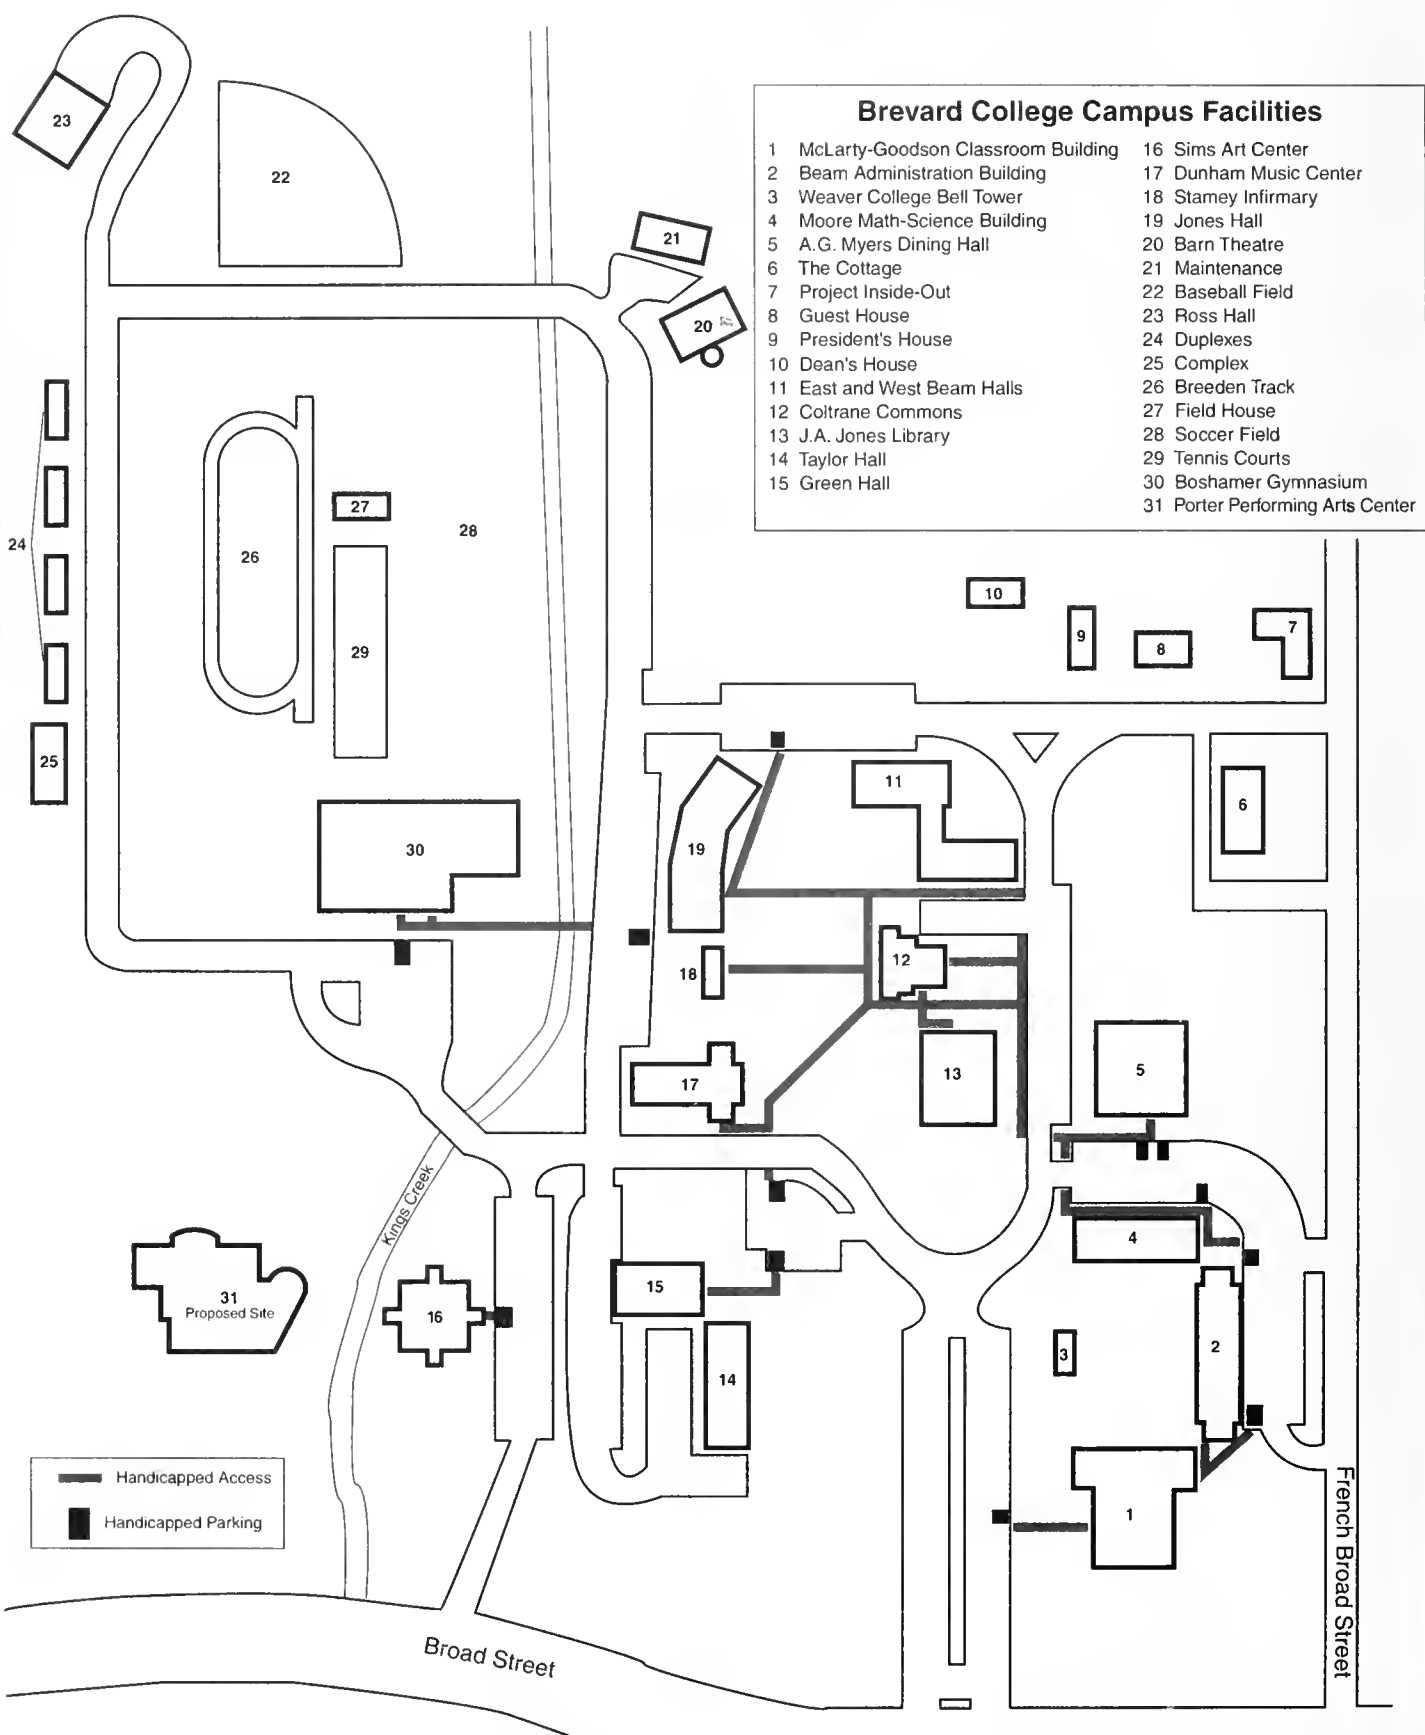 Brevard College Campus Facilities
1 McLarty-Goodson Classroom Building
2 Beam Administration Building
3 Weaver College Bell Tower
4 Moore Math-Science Building
5 A.G. Myers Dining Hall
6 The Cottage
7 Project Inside-Out
8 Guest House
9 President's House
10 Dean's House
11 East and West Beam Halls
12 Coltrane Commons
13 J.A. Jones Library
14 Taylor Hall
15 Green Hall
16 Sims Art Center
17 Dunham Music Center
18 Stamey Infirmary
19 Jones Hall
20 Barn Theatre
21 Maintenance
22 Baseball Field
23 Ross Hall
24 Duplexes
25 Complex
26 Breeden Track
27 Field House
28 Soccer Field
29 Tennis Courts
30 Boshamer Gymnasium
31 Porter Performing Arts Center
23
22
21
20
27
28
24
26
29
25
30
10
9
8
7
11
6
19
12
18
13
5
17
Kings Creek
4
15
31
Proposed Site
16
2
3
14
1
Handicapped Access
Handicapped Parking
Broad Street
French Broad Street